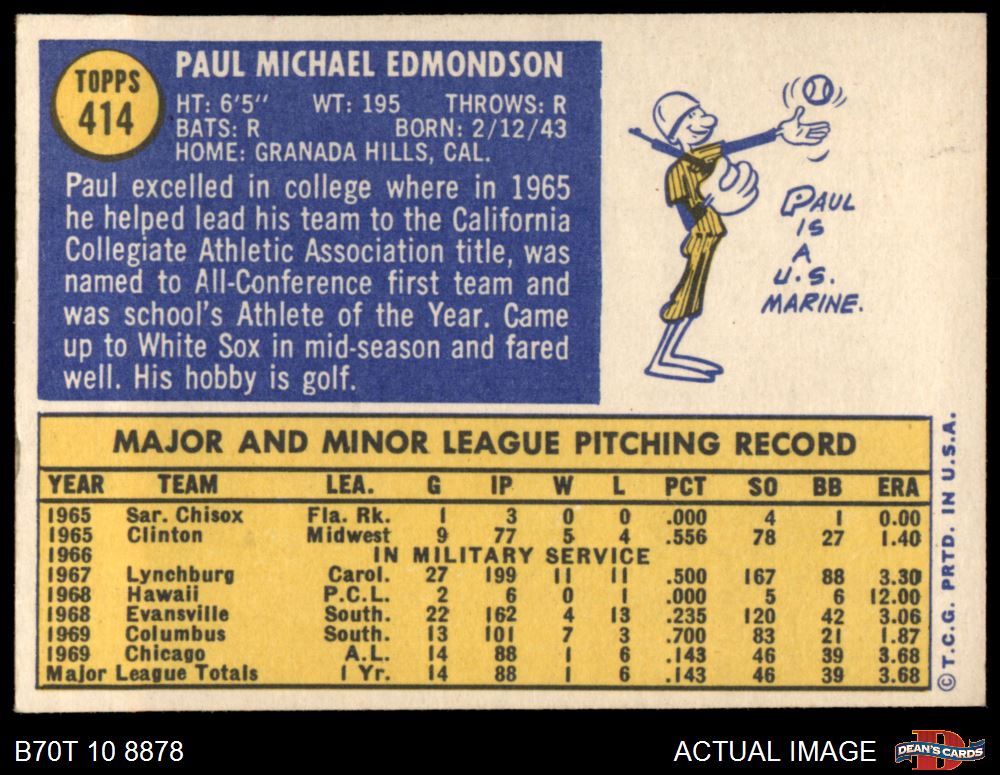 TOPPS
414
PAUL MICHAEL EDMONDSON
HT: 6'5" WT: 195 THROWS: R
BATS: R BORN: 2/12/43
HOME: GRANADA HILLS, CAL.
Paul excelled in college where in 1965
he helped lead his team to the California
Collegiate Athletic Association title, was
named to All-Conference first team and
was school's Athlete of the Year. Came
up to White Sox in mid-season and fared
well. His hobby is golf.
PAUL
IS
A
U.S.
MARINE.
MAJOR AND MINOR LEAGUE PITCHING RECORD
YEAR TEAM LEA. G IP W L PCT SO BB ERA
1965 Sar. Chisox Fla. Rk. 1 3 0 0 .000 4 1 0.00
1965 Clinton Midwest 9 77 5 4 .556 78 27 1.40
1966 IN MILITARY SERVICE
1967 Lynchburg Carol. 27 199 11 11 .500 167 88 3.30
1968 Hawaii P.C.L. 2 6 0 1 .000 5 6 12.00
1968 Evansville South. 22 162 4 13 .235 120 42 3.06
1969 Columbus South. 13 101 7 3 .700 83 21 1.87
1969 Chicago A.L. 14 88 1 6 .143 46 39 3.68
Major League Totals 1 Yr. 14 88 1 6 .143 46 39 3.68
©T.C.G. PRTD. IN U.S.A.
B70T 10 8878
ACTUAL IMAGE
DEAN'S CARDS